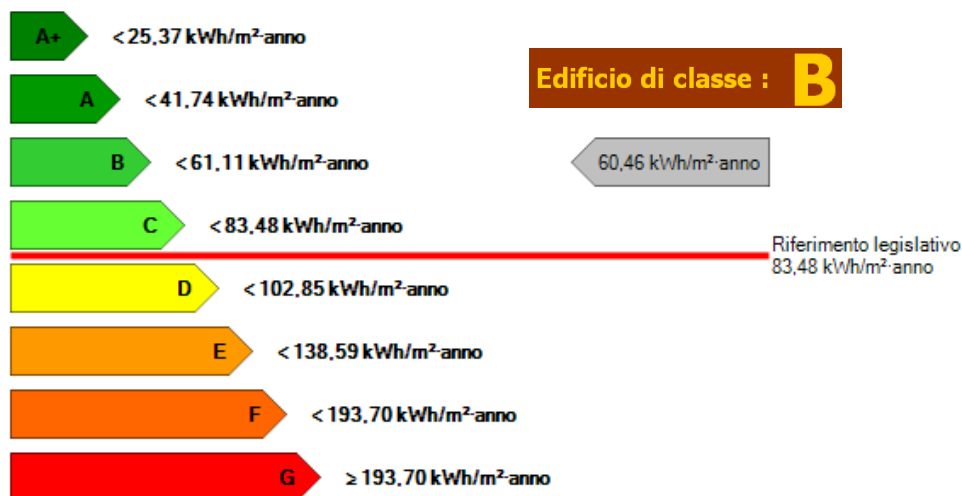 A+ <25,37 kWh/m²·anno
Edificio di classe : B
A <41,74 kWh/m²·anno
B <61,11 kWh/m²·anno
60,46 kWh/m²·anno
C <83,48 kWh/m²·anno
Riferimento legislativo
83,48 kWh/m²·anno
D <102,85 kWh/m²·anno
E <138,59 kWh/m²·anno
F <193,70 kWh/m²·anno
G ≥193,70 kWh/m²·anno